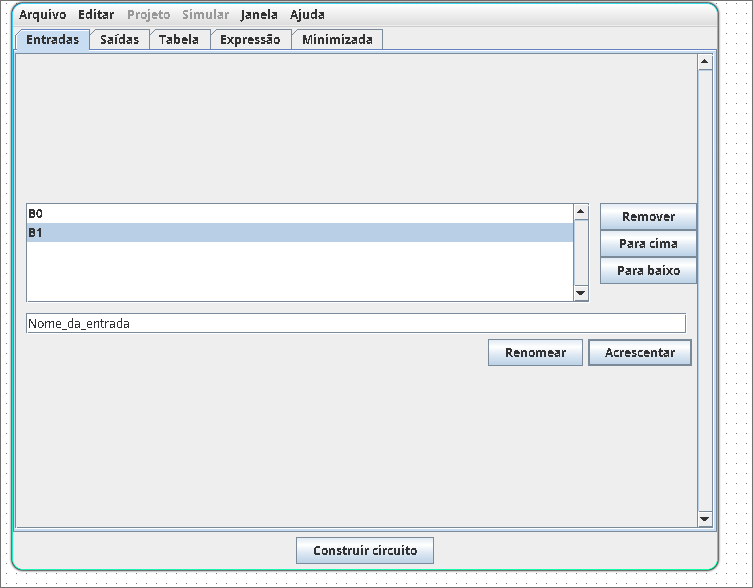 Arquivo Editar Projeto Simular Janela Ajuda
Entradas Saídas Tabela Expressão Minimizada
B0
B1
Remover
Para cima
Para baixo
Nome_da_entrada
Renomear Acrescentar
Construir circuito